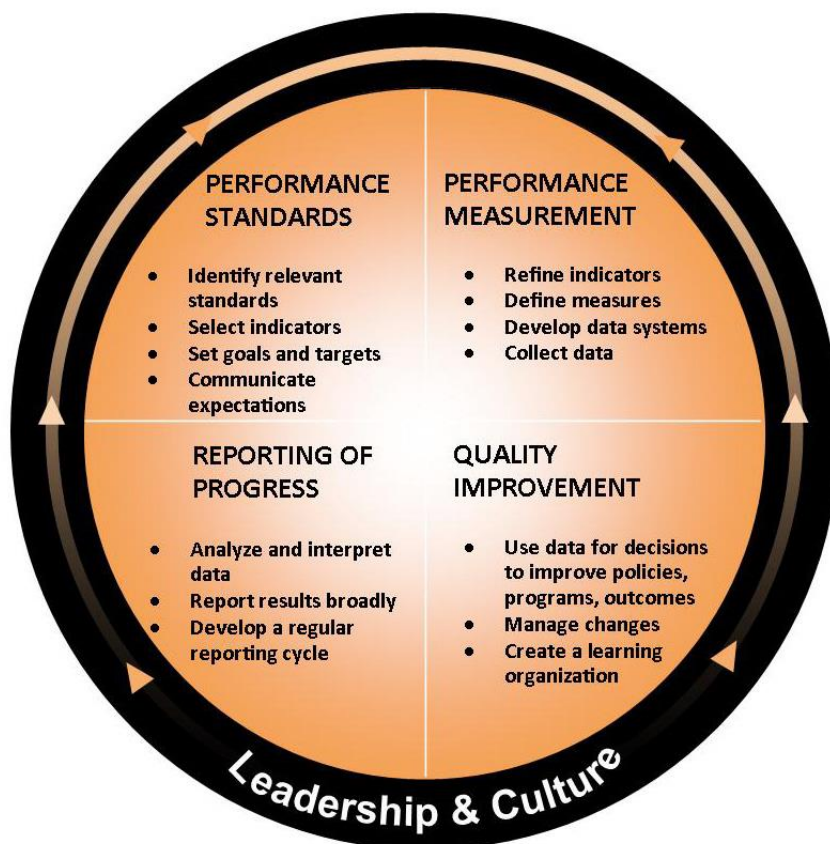 PERFORMANCE
STANDARDS
• Identify relevant
standards
• Select indicators
• Set goals and targets
• Communicate
expectations
PERFORMANCE
MEASUREMENT
• Refine indicators
• Define measures
• Develop data systems
• Collect data
REPORTING OF
PROGRESS
• Analyze and interpret
data
• Report results broadly
• Develop a regular
reporting cycle
QUALITY
IMPROVEMENT
• Use data for decisions
to improve policies,
programs, outcomes
• Manage changes
• Create a learning
organization
Leadership & Culture